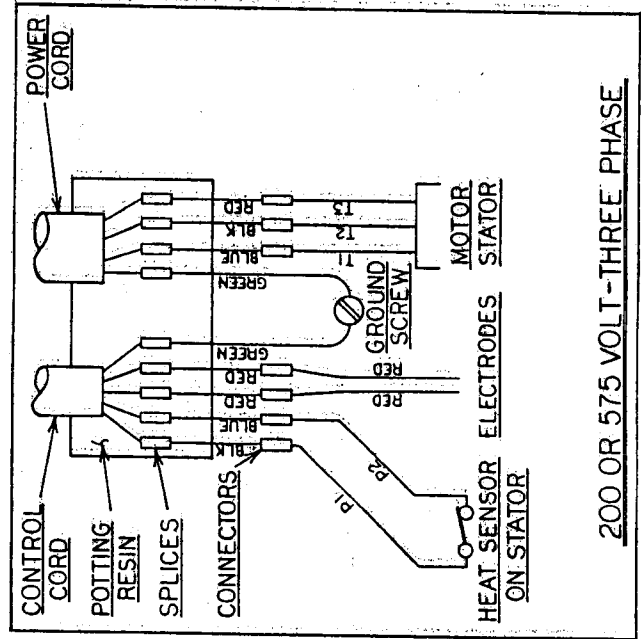 POWER
CORD
CONTROL
CORD
POTTING
RESIN
SPLICES
CONNECTORS
BLK
BLUE
RED
RED
GREEN
GREEN
BLUE
BLK
RED
GROUND
SCREW
P1
P2
RED
RED
T1
T2
T3
HEAT SENSOR
ON STATOR
ELECTRODES
MOTOR
STATOR
200 OR 575 VOLT-THREE PHASE